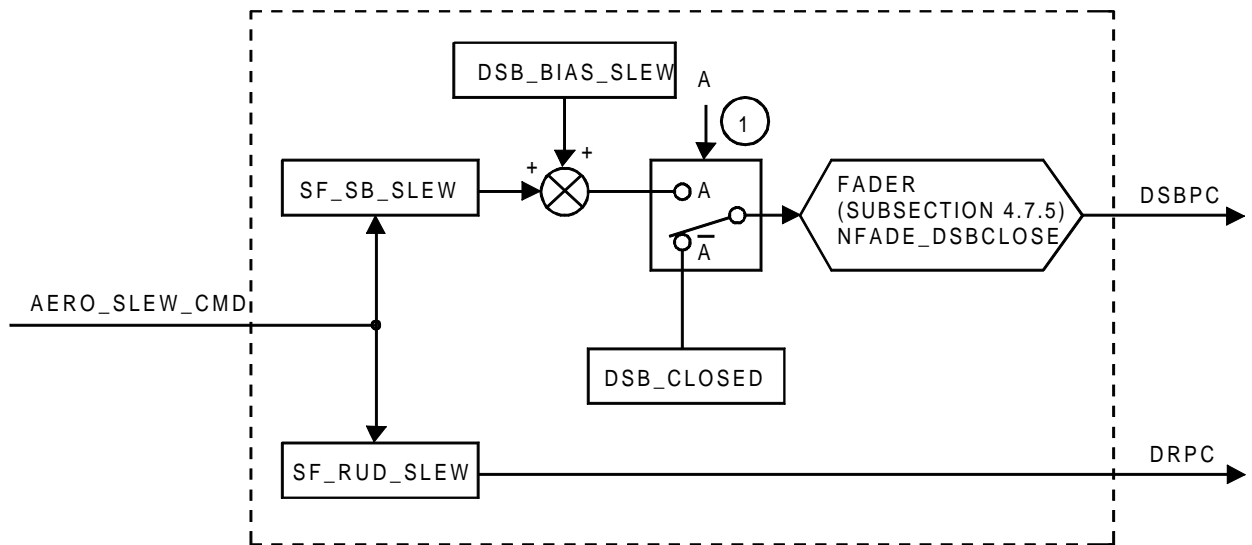 DSB_BIAS_SLEW
A
1
+
+
SF_SB_SLEW
A
A
FADER
(SUBSECTION 4.7.5)
NFADE_DSBCLOSE
DSBPC
AERO_SLEW_CMD
DSB_CLOSED
SF_RUD_SLEW
DRPC